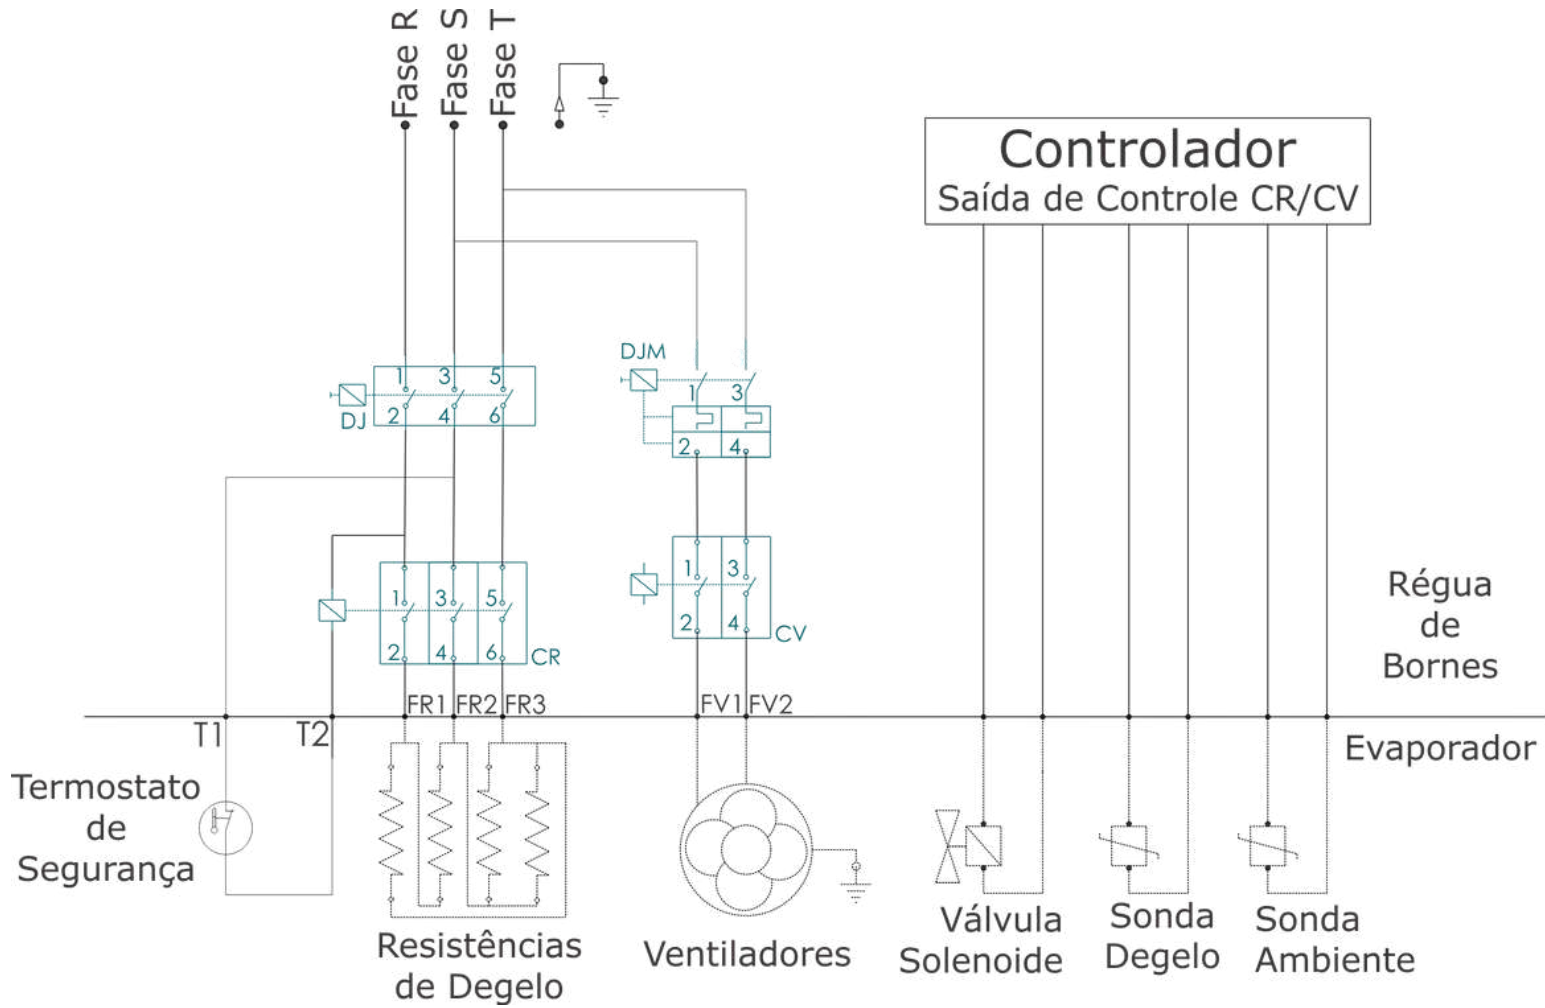 Fase R
Fase S
Fase T
Controlador
Saída de Controle CR/CV
DJM
1
3
5
DJ
2
4
6
1
3
2
4
1
3
5
2
4
6
CR
1
3
2
4
CV
Régua
de
Bornes
FR1
FR2
FR3
FV1
FV2
T1
T2
Evaporador
Termostato
de
Segurança
Resistências
de Degelo
Ventiladores
Válvula
Solenoide
Sonda
Degelo
Sonda
Ambiente